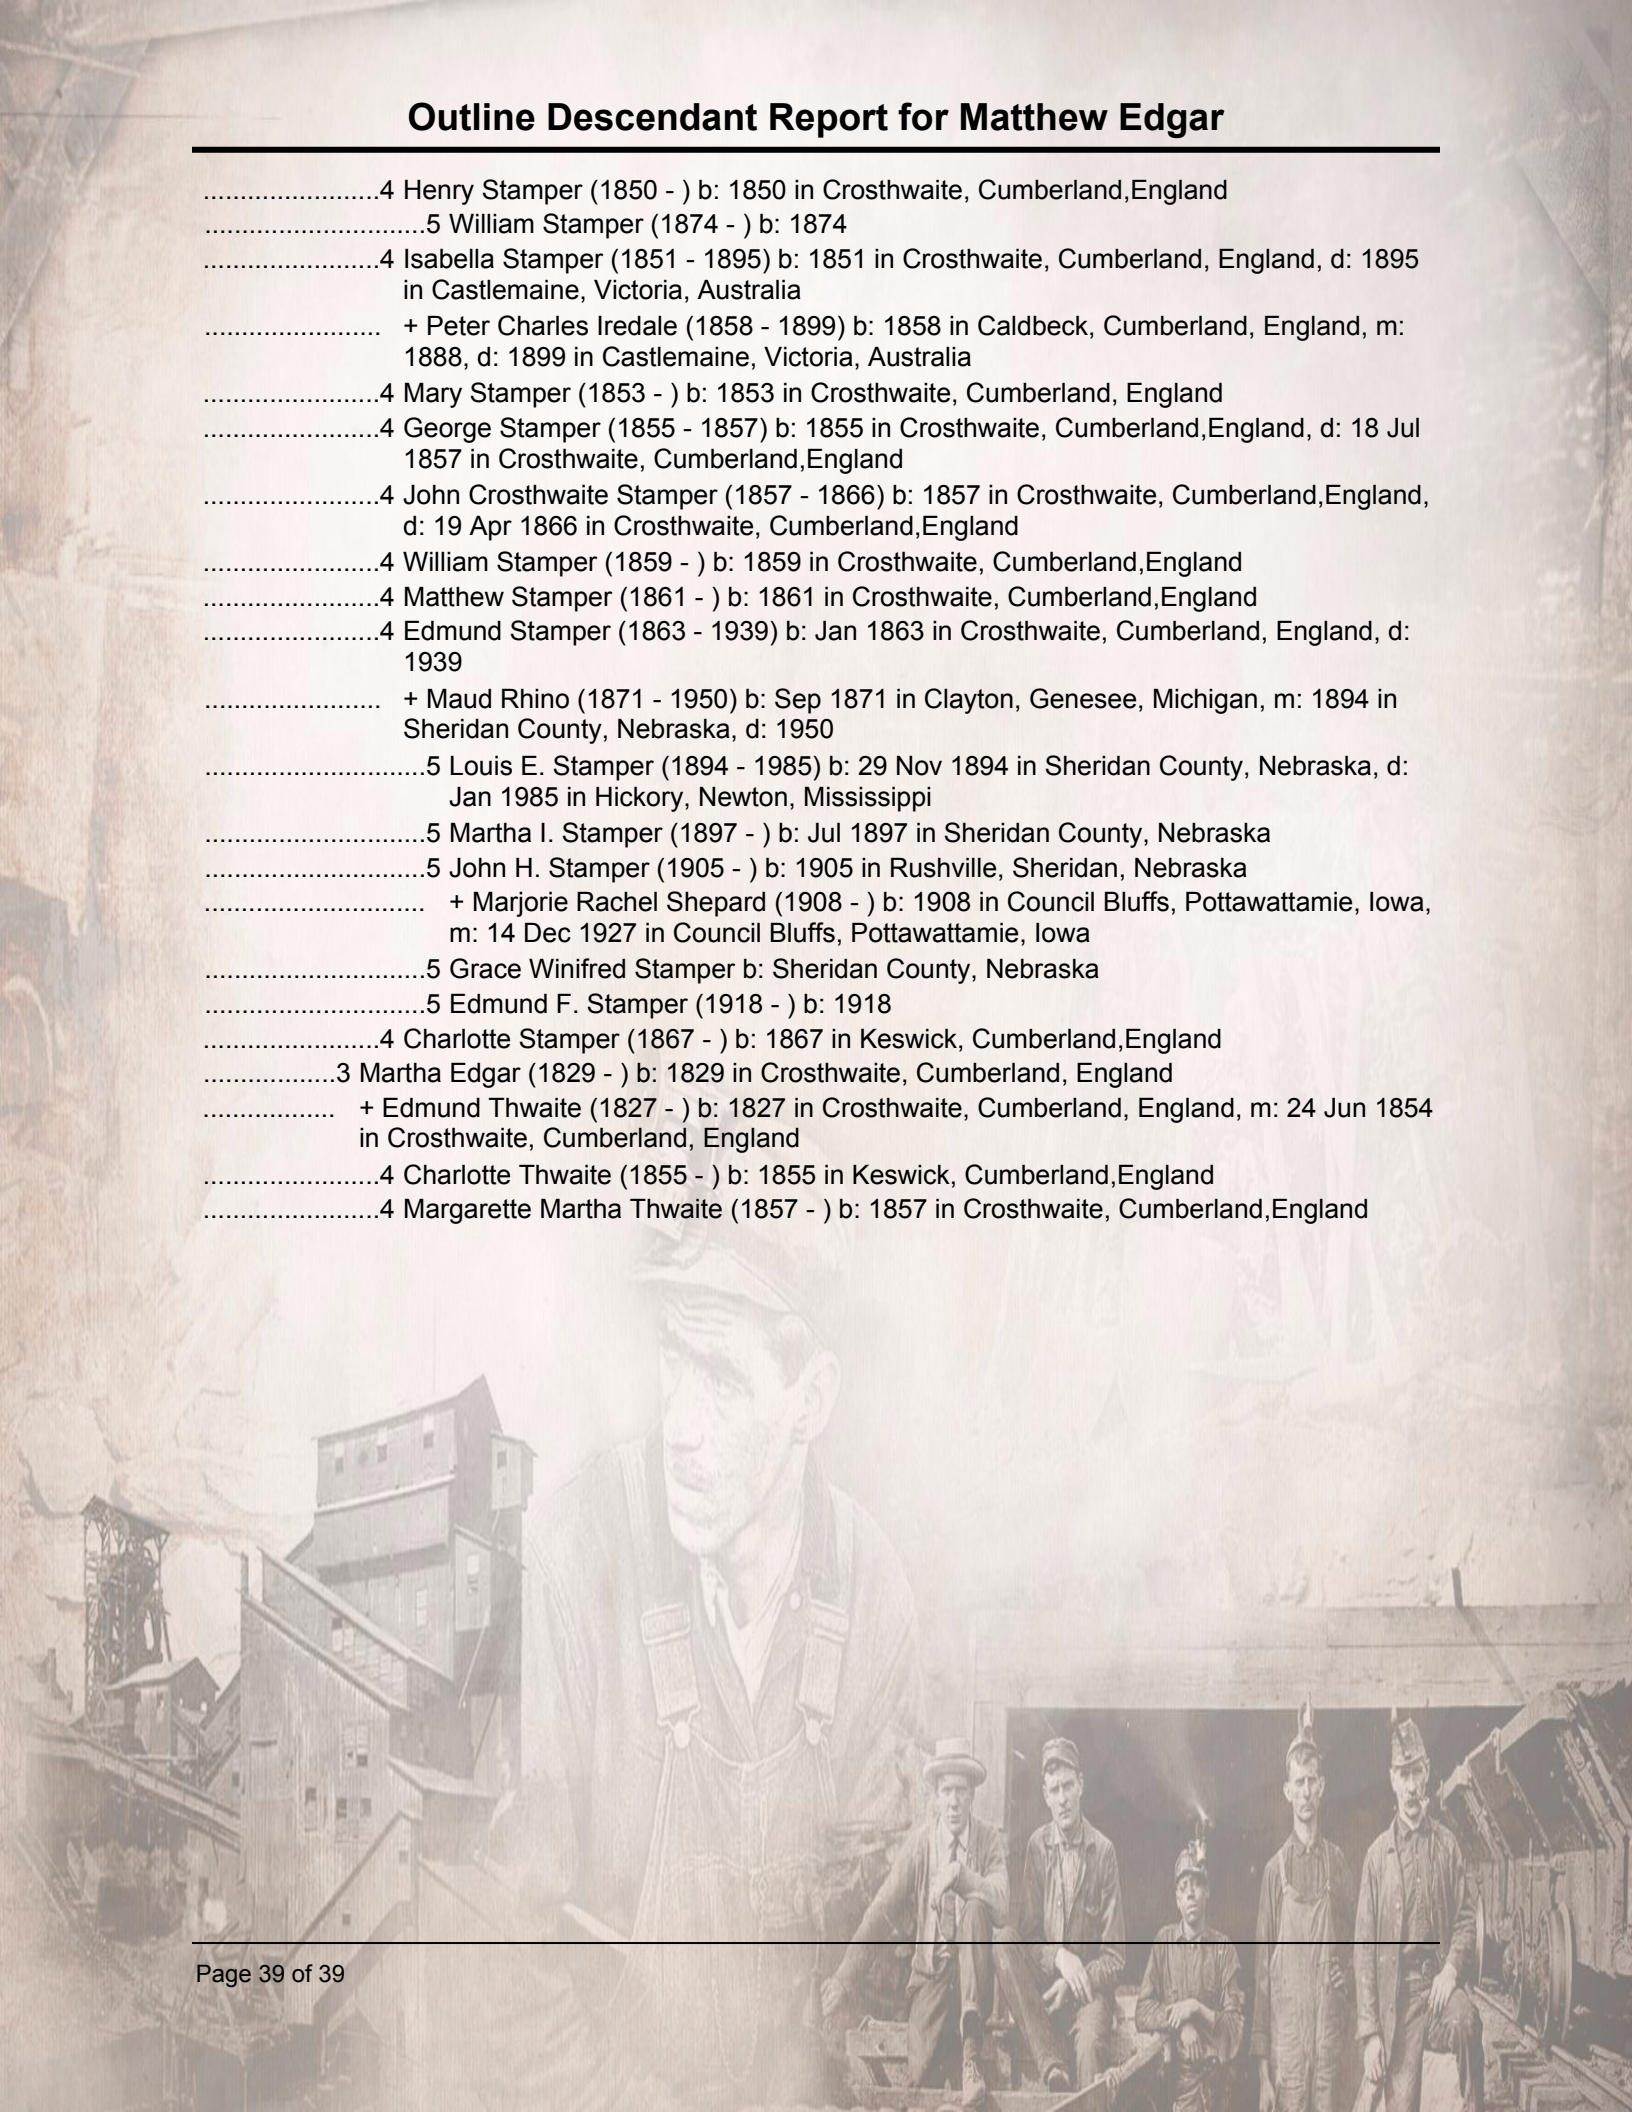 Outline Descendant Report for Matthew Edgar
........................4 Henry Stamper (1850 - ) b: 1850 in Crosthwaite, Cumberland,England
..............................5 William Stamper (1874 - ) b: 1874
........................4 Isabella Stamper (1851 - 1895) b: 1851 in Crosthwaite, Cumberland, England, d: 1895
in Castlemaine, Victoria, Australia
........................ + Peter Charles Iredale (1858 - 1899) b: 1858 in Caldbeck, Cumberland, England, m:
1888, d: 1899 in Castlemaine, Victoria, Australia
........................4 Mary Stamper (1853 - ) b: 1853 in Crosthwaite, Cumberland, England
........................4 George Stamper (1855 - 1857) b: 1855 in Crosthwaite, Cumberland,England, d: 18 Jul
1857 in Crosthwaite, Cumberland,England
........................4 John Crosthwaite Stamper (1857 - 1866) b: 1857 in Crosthwaite, Cumberland,England,
d: 19 Apr 1866 in Crosthwaite, Cumberland,England
........................4 William Stamper (1859 - ) b: 1859 in Crosthwaite, Cumberland,England
........................4 Matthew Stamper (1861 - ) b: 1861 in Crosthwaite, Cumberland,England
........................4 Edmund Stamper (1863 - 1939) b: Jan 1863 in Crosthwaite, Cumberland, England, d:
1939
........................ + Maud Rhino (1871 - 1950) b: Sep 1871 in Clayton, Genesee, Michigan, m: 1894 in
Sheridan County, Nebraska, d: 1950
..............................5 Louis E. Stamper (1894 - 1985) b: 29 Nov 1894 in Sheridan County, Nebraska, d:
Jan 1985 in Hickory, Newton, Mississippi
..............................5 Martha I. Stamper (1897 - ) b: Jul 1897 in Sheridan County, Nebraska
..............................5 John H. Stamper (1905 - ) b: 1905 in Rushville, Sheridan, Nebraska
.............................. + Marjorie Rachel Shepard (1908 - ) b: 1908 in Council Bluffs, Pottawattamie, Iowa,
m: 14 Dec 1927 in Council Bluffs, Pottawattamie, Iowa
..............................5 Grace Winifred Stamper b: Sheridan County, Nebraska
..............................5 Edmund F. Stamper (1918 - ) b: 1918
........................4 Charlotte Stamper (1867 - ) b: 1867 in Keswick, Cumberland,England
..................3 Martha Edgar (1829 - ) b: 1829 in Crosthwaite, Cumberland, England
.................. + Edmund Thwaite (1827 - ) b: 1827 in Crosthwaite, Cumberland, England, m: 24 Jun 1854
in Crosthwaite, Cumberland, England
........................4 Charlotte Thwaite (1855 - ) b: 1855 in Keswick, Cumberland,England
........................4 Margarette Martha Thwaite (1857 - ) b: 1857 in Crosthwaite, Cumberland,England
Page 39 of 39